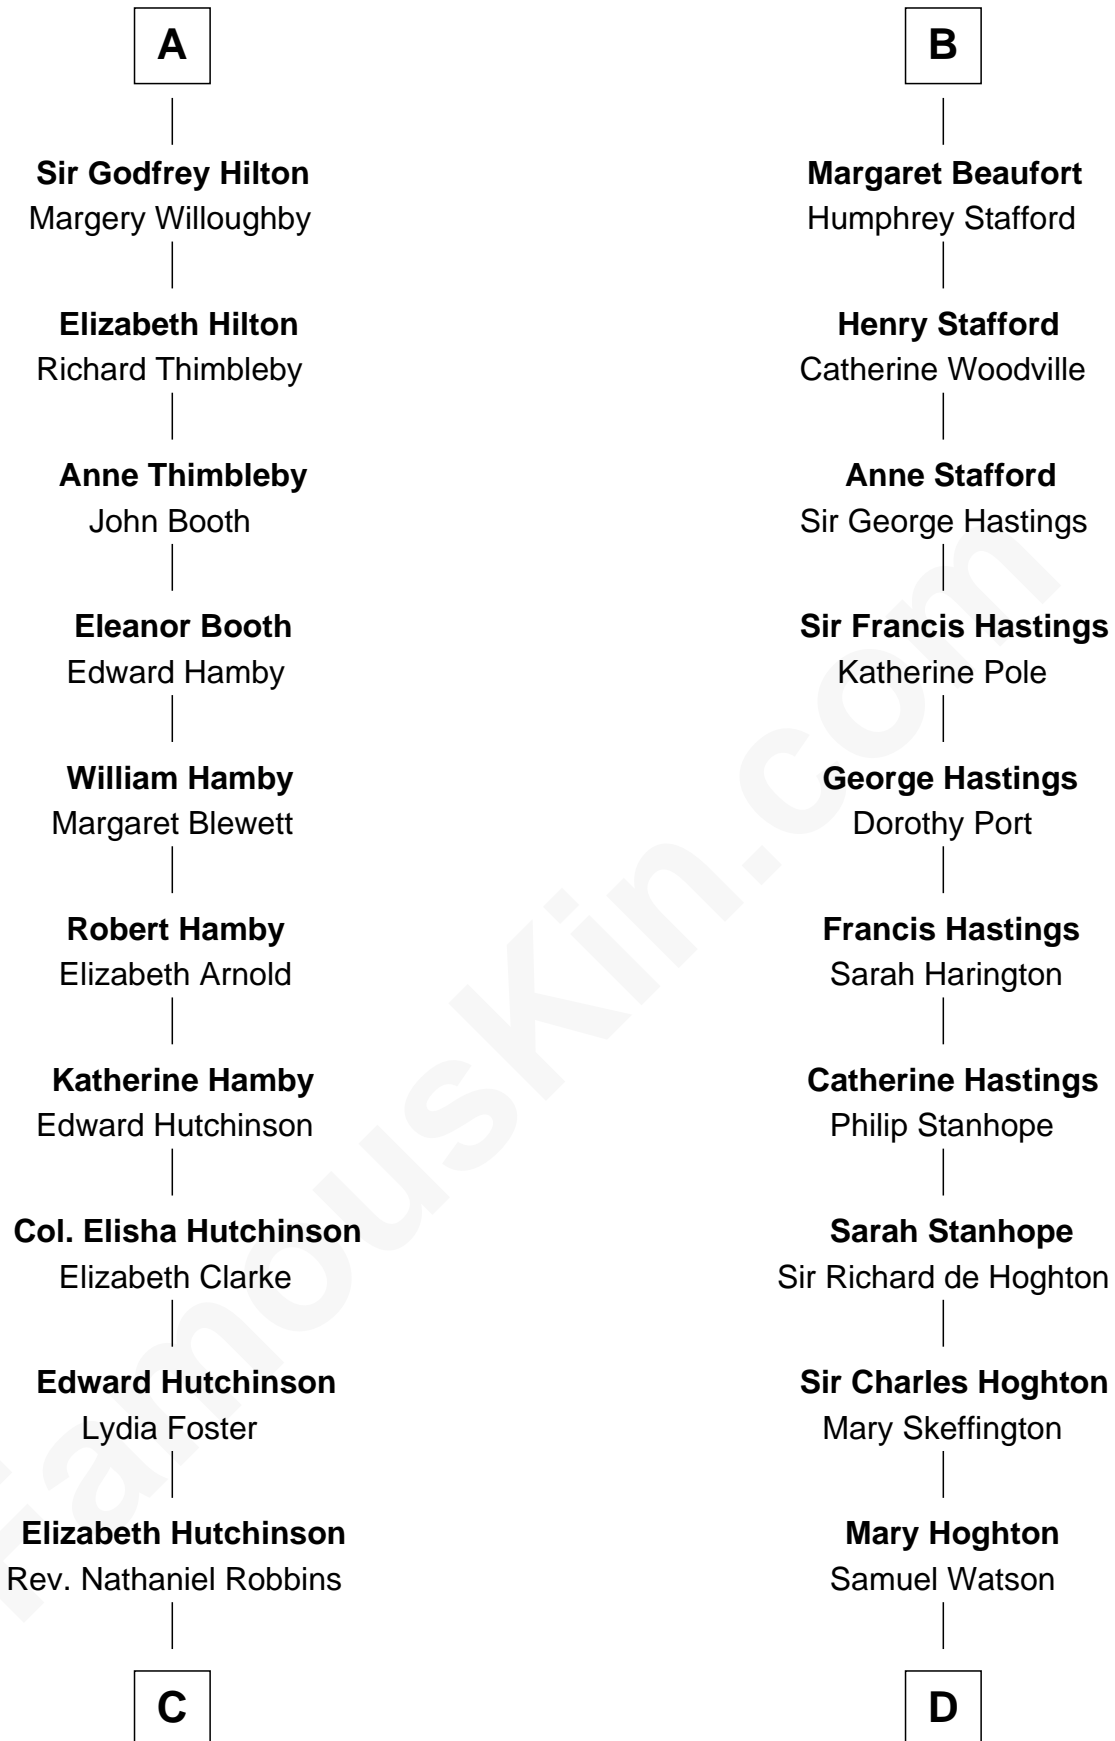 A
Sir Godfrey Hilton
Margery Willoughby
Elizabeth Hilton
Richard Thimbleby
Anne Thimbleby
John Booth
Eleanor Booth
Edward Hamby
William Hamby
Margaret Blewett
Robert Hamby
Elizabeth Arnold
Katherine Hamby
Edward Hutchinson
Col. Elisha Hutchinson
Elizabeth Clarke
Edward Hutchinson
Lydia Foster
Elizabeth Hutchinson
Rev. Nathaniel Robbins
C
B
Margaret Beaufort
Humphrey Stafford
Henry Stafford
Catherine Woodville
Anne Stafford
Sir George Hastings
Sir Francis Hastings
Katherine Pole
George Hastings
Dorothy Port
Francis Hastings
Sarah Harington
Catherine Hastings
Philip Stanhope
Sarah Stanhope
Sir Richard de Hoghton
Sir Charles Hoghton
Mary Skeffington
Mary Hoghton
Samuel Watson
D
FamousKin.com